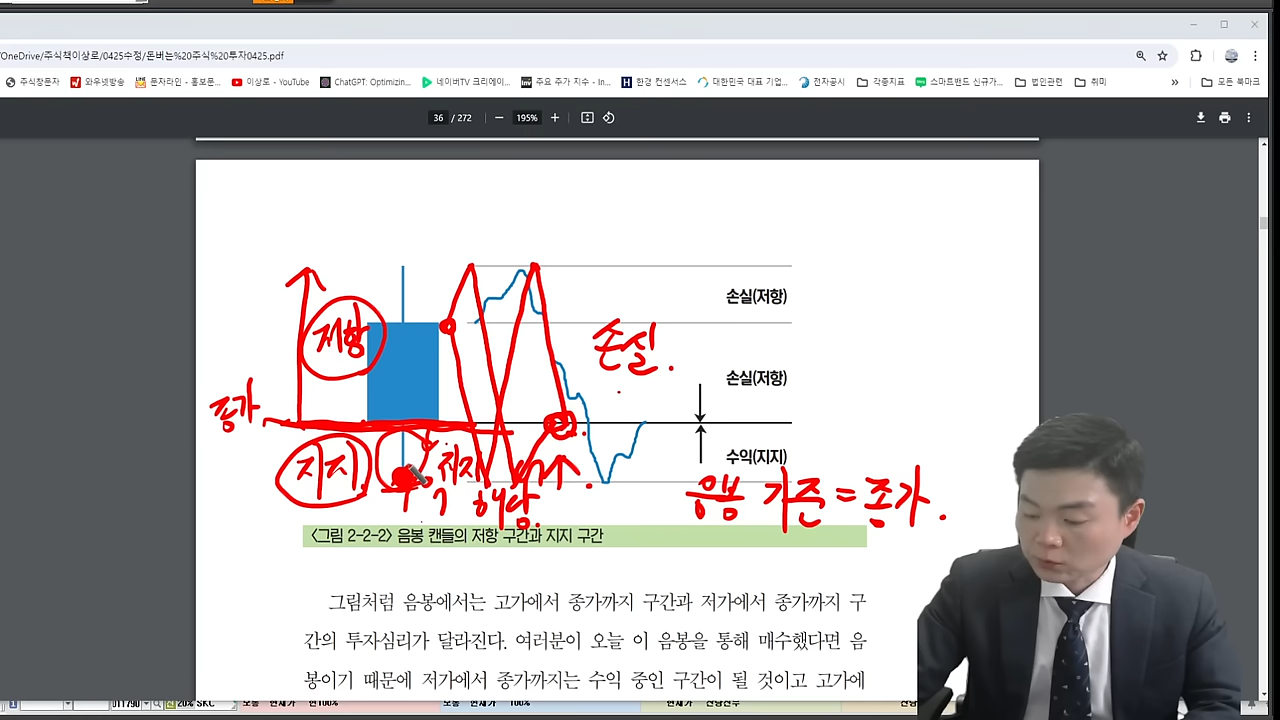 /OneDrive/주식책이상로/0425수정/돈버는%20주식%20투자0425.pdf
주식창문자 와우넷방송 문자라인 - 홍보문... 이상로 - YouTube ChatGPT: Optimizin... 네이버TV 크리에이... 주요 주가 지수 - In... 한경 컨센서스 대한민국 대표 기업... 전자공시 각종지표 스마트밴드 신규가... 법인관련 취미 » 모든 북마크
36 / 272 − 195% +
손실(저항)
저항
손실.
손실(저항)
종가
수익(지지)
지지
지지
해당.
음봉 기준 = 종가.
<그림 2-2-2> 음봉 캔들의 저항 구간과 지지 구간
그림처럼 음봉에서는 고가에서 종가까지 구간과 저가에서 종가까지 구
간의 투자심리가 달라진다. 여러분이 오늘 이 음봉을 통해 매수했다면 음
봉이기 때문에 저가에서 종가까지는 수익 중인 구간이 될 것이고 고가에
011790 20% SKC